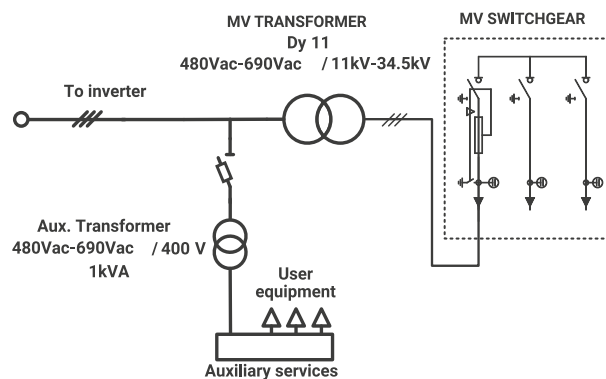 MV TRANSFORMER
Dy 11
480Vac-690Vac / 11kV-34.5kV
MV SWITCHGEAR
To inverter
Aux. Transformer
480Vac-690Vac / 400 V
1kVA
User
equipment
Auxiliary services